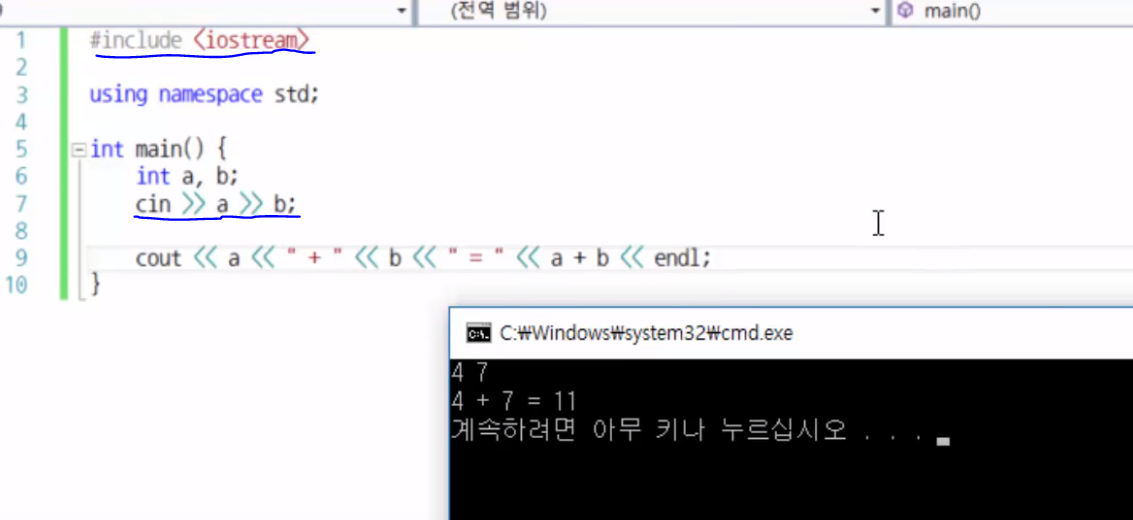 (전역 범위) main()
1 #include <iostream>
2
3 using namespace std;
4
5 int main() {
6 int a, b;
7 cin >> a >> b;
8
9 cout << a << " + " << b << " = " << a + b << endl;
10 }
C:₩Windows₩system32₩cmd.exe
4 7
4 + 7 = 11
계속하려면 아무 키나 누르십시오 . . .